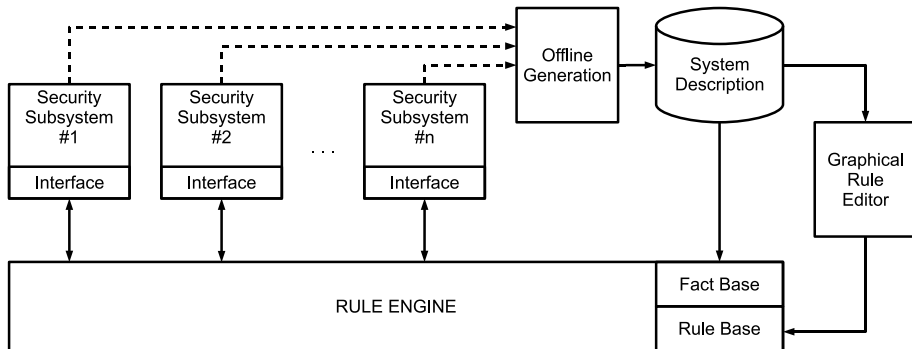 Security
Subsystem
#1
Interface
Security
Subsystem
#2
Interface
. . .
Security
Subsystem
#n
Interface
Offline
Generation
System
Description
Graphical
Rule
Editor
RULE ENGINE
Fact Base
Rule Base